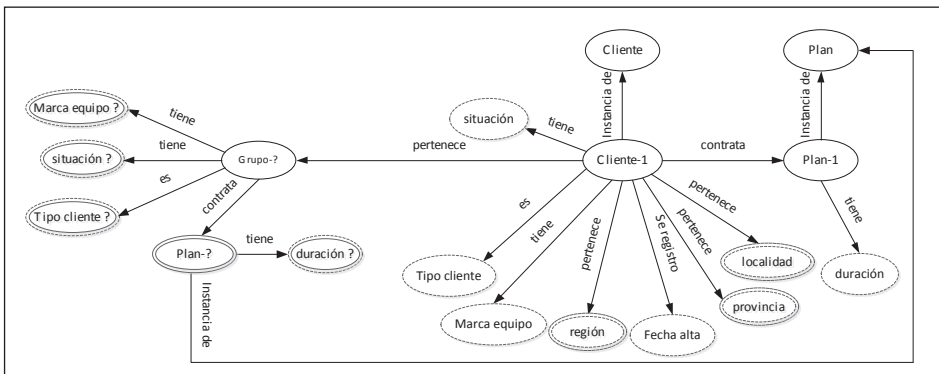 Cliente
Plan
Instancia de
Instancia de
Marca equipo ?
tiene
situación
tiene
situación ?
tiene
Grupo-?
pertenece
Cliente-1
contrata
Plan-1
es
contrata
Tipo cliente ?
es
tiene
pertenece
Se registro
pertenece
pertenece
tiene
Plan-?
tiene
duración ?
Tipo cliente
localidad
duración
Instancia de
Marca equipo
región
Fecha alta
provincia